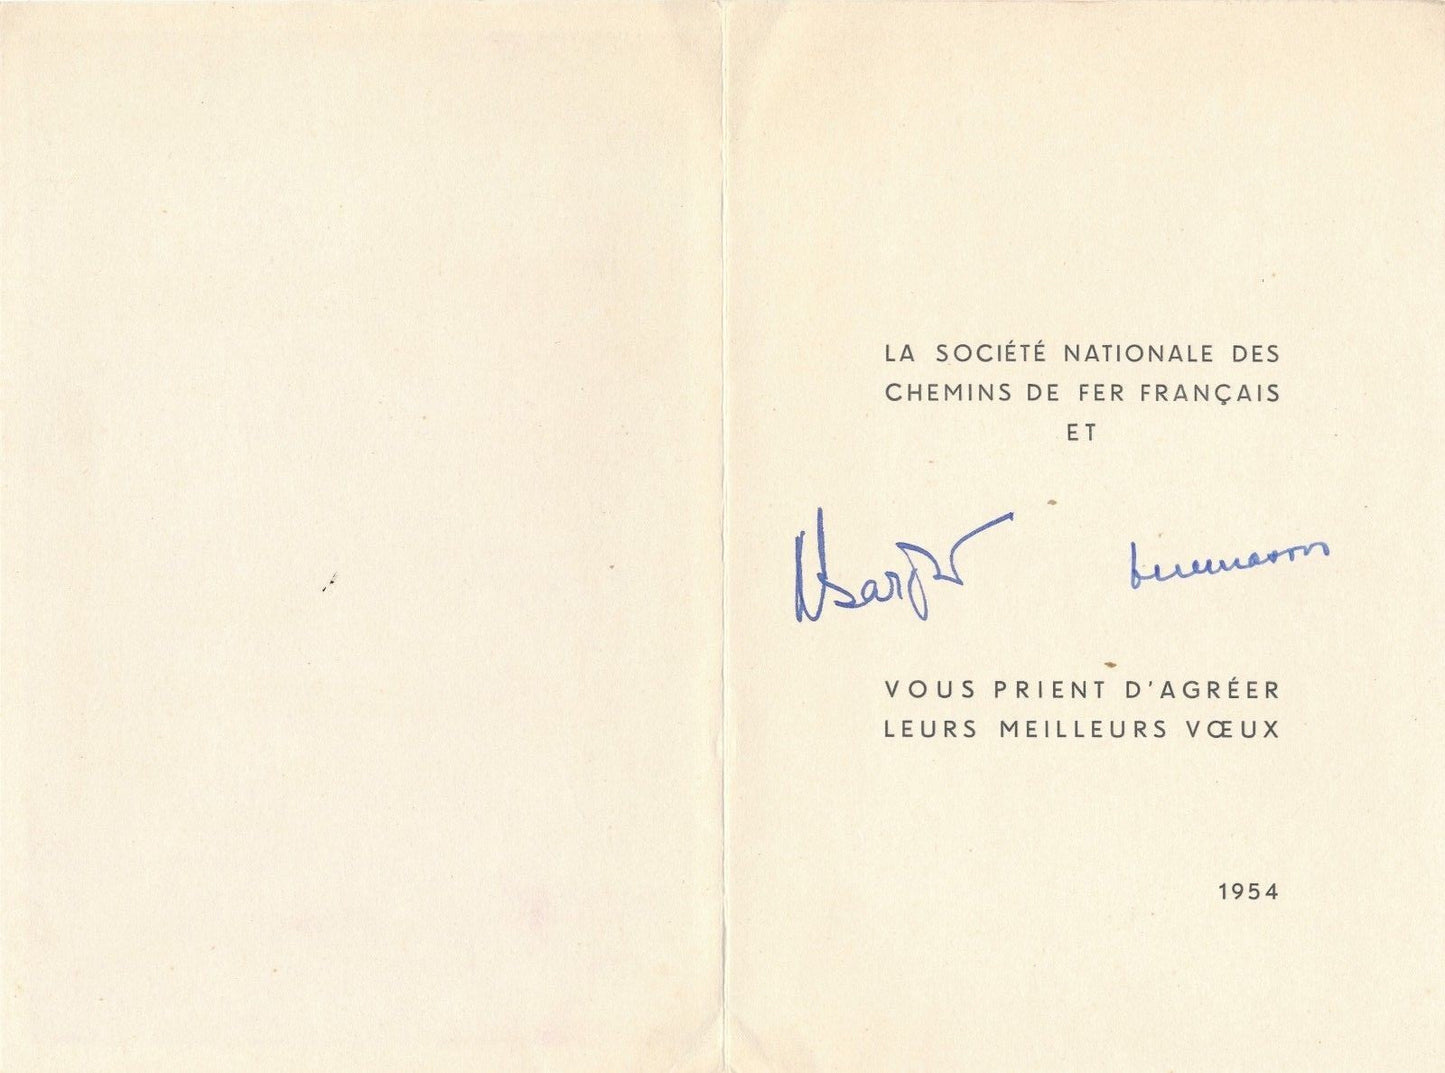 LA SOCIÉTÉ NATIONALE DES
CHEMINS DE FER FRANÇAIS
ET
VOUS PRIENT D'AGRÉER
LEURS MEILLEURS VŒUX
1954